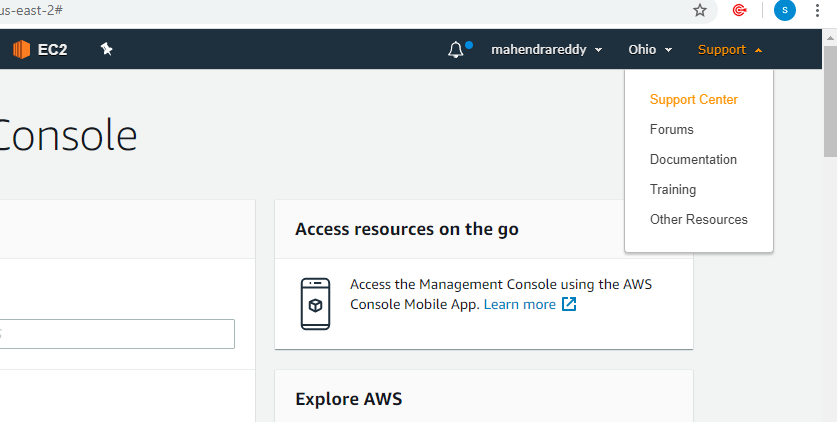 us-east-2#
s
EC2
mahendrareddy
Ohio
Support
Support Center
Forums
Documentation
Training
Other Resources
Console
Access resources on the go
Access the Management Console using the AWS
Console Mobile App. Learn more
Explore AWS